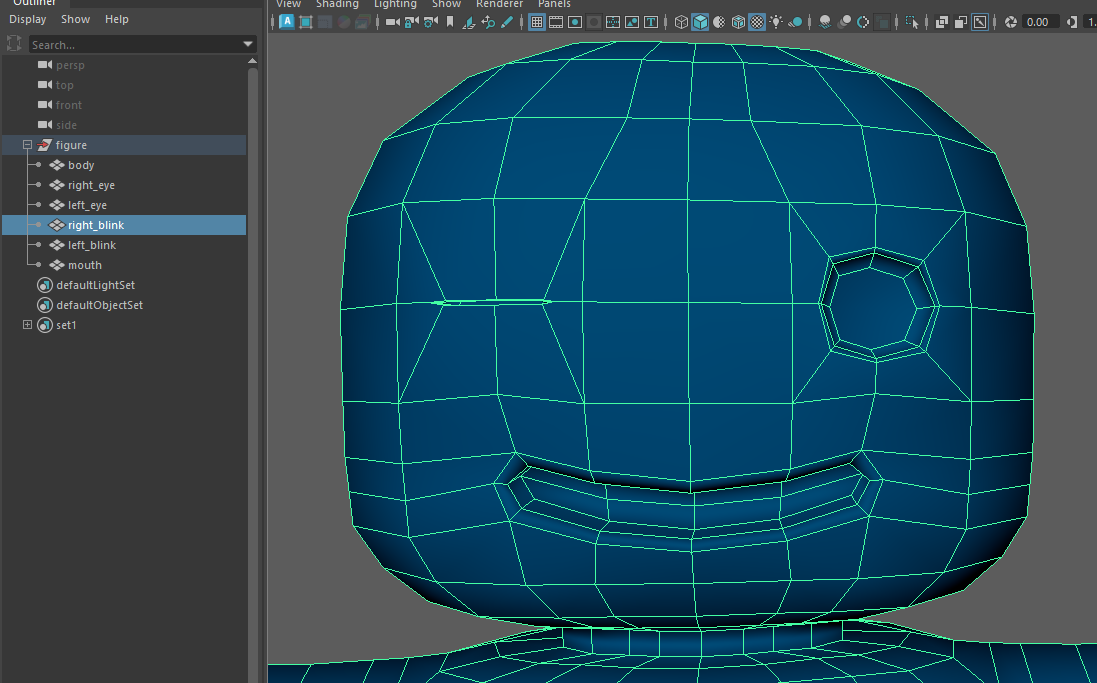 Outliner
View Shading Lighting Show Renderer Panels
Display Show Help
A
T
0.00
1.
Search...
persp
top
front
side
figure
body
right_eye
left_eye
right_blink
left_blink
mouth
defaultLightSet
defaultObjectSet
set1